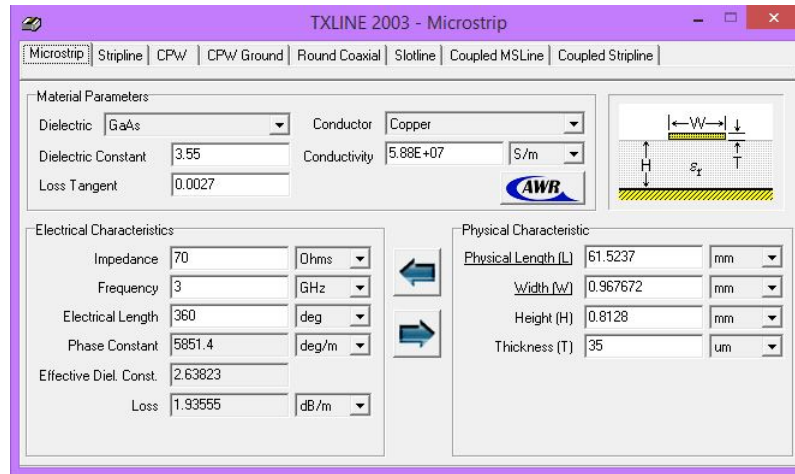 TXLINE 2003 - Microstrip
Microstrip Stripline CPW CPW Ground Round Coaxial Slotline Coupled MSLine Coupled Stripline
Material Parameters
Dielectric GaAs Conductor Copper
Dielectric Constant 3.55 Conductivity 5.88E+07 S/m
Loss Tangent 0.0027 AWR
←W→ T
H εr
Electrical Characteristics
Impedance 70 Ohms
Frequency 3 GHz
Electrical Length 360 deg
Phase Constant 5851.4 deg/m
Effective Diel. Const. 2.63823
Loss 1.93555 dB/m
Physical Characteristic
Physical Length (L) 61.5237 mm
Width (W) 0.967672 mm
Height (H) 0.8128 mm
Thickness (T) 35 um